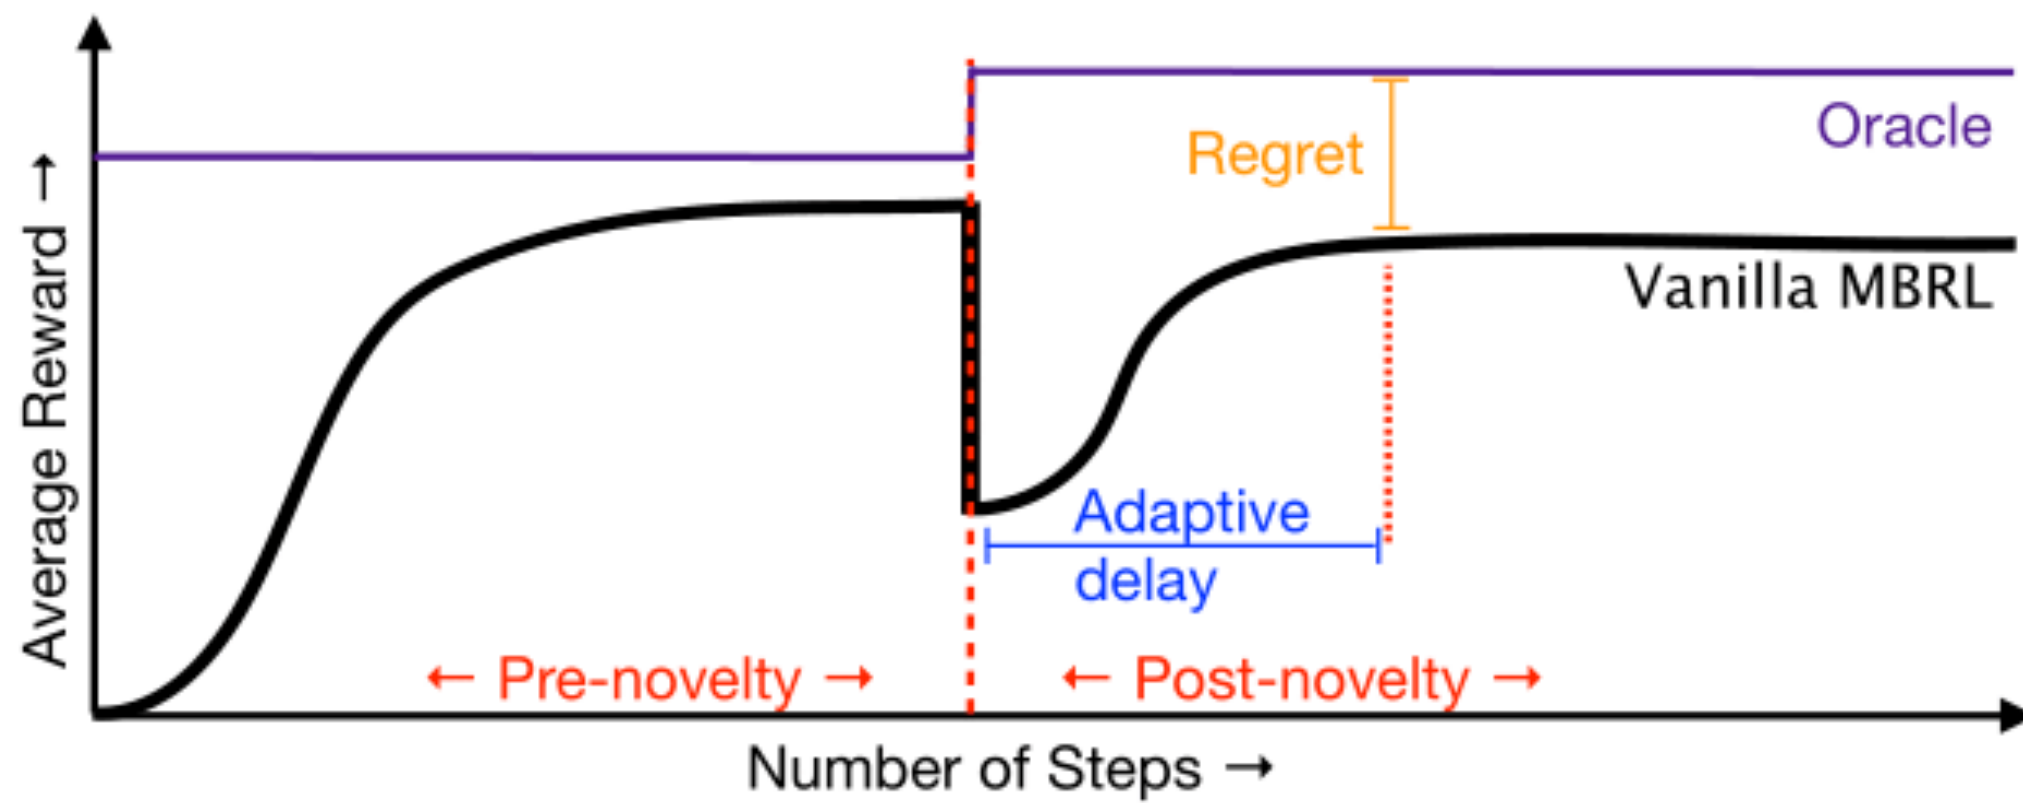 Average Reward →
Oracle
Regret
Vanilla MBRL
Adaptive
delay
← Pre-novelty →
← Post-novelty →
Number of Steps →